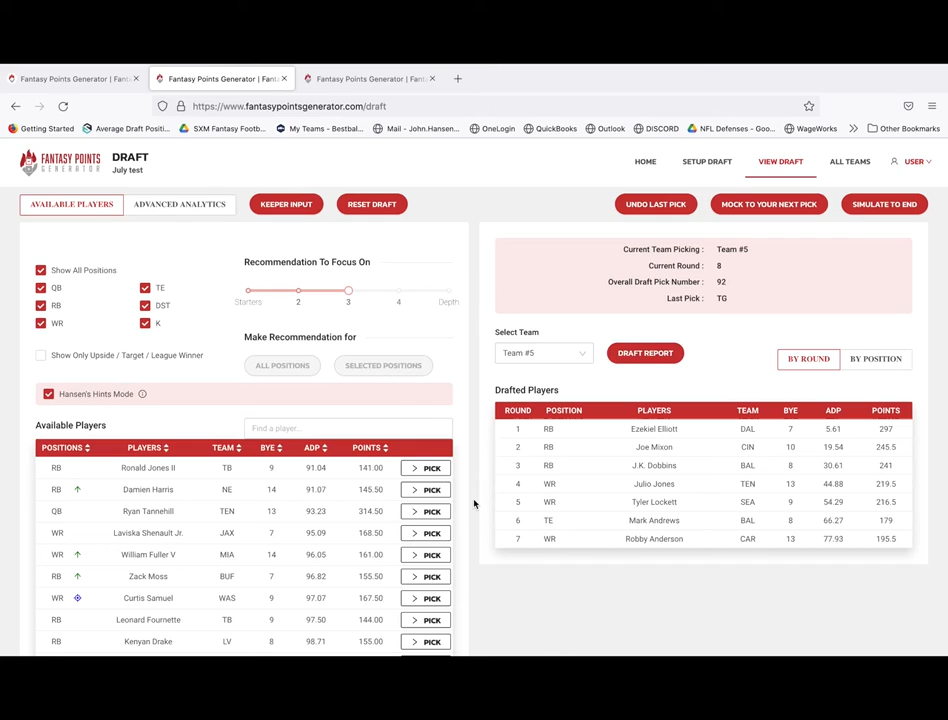 Fantasy Points Generator | Fanta
Fantasy Points Generator | Fanta
Fantasy Points Generator | Fanta
https://www.fantasypointsgenerator.com/draft
Getting Started
Average Draft Positi...
SXM Fantasy Footb...
My Teams - Bestbal...
Mail - John.Hansen...
OneLogin
QuickBooks
Outlook
DISCORD
NFL Defenses - Goo...
WageWorks
Other Bookmarks
FANTASY POINTS
GENERATOR
DRAFT
July test
HOME
SETUP DRAFT
VIEW DRAFT
ALL TEAMS
USER
AVAILABLE PLAYERS
ADVANCED ANALYTICS
KEEPER INPUT
RESET DRAFT
UNDO LAST PICK
MOCK TO YOUR NEXT PICK
SIMULATE TO END
Show All Positions
QB TE
RB DST
WR K
Show Only Upside / Target / League Winner
Recommendation To Focus On
Starters 2 3 4 Depth
Make Recommendation for
ALL POSITIONS
SELECTED POSITIONS
Hansen's Hints Mode
Available Players
Find a player...
POSITIONS PLAYERS TEAM BYE ADP POINTS
RB Ronald Jones II TB 9 91.04 141.00 > PICK
RB Damien Harris NE 14 91.07 145.50 > PICK
QB Ryan Tannehill TEN 13 93.23 314.50 > PICK
WR Laviska Shenault Jr. JAX 7 95.09 168.50 > PICK
WR William Fuller V MIA 14 96.05 161.00 > PICK
RB Zack Moss BUF 7 96.82 155.50 > PICK
WR Curtis Samuel WAS 9 97.07 167.50 > PICK
RB Leonard Fournette TB 9 97.50 144.00 > PICK
RB Kenyan Drake LV 8 98.71 155.00 > PICK
Current Team Picking : Team #5
Current Round : 8
Overall Draft Pick Number : 92
Last Pick : TG
Select Team
Team #5
DRAFT REPORT
BY ROUND
BY POSITION
Drafted Players
ROUND POSITION PLAYERS TEAM BYE ADP POINTS
1 RB Ezekiel Elliott DAL 7 5.61 297
2 RB Joe Mixon CIN 10 19.54 245.5
3 RB J.K. Dobbins BAL 8 30.61 241
4 WR Julio Jones TEN 13 44.88 219.5
5 WR Tyler Lockett SEA 9 54.29 216.5
6 TE Mark Andrews BAL 8 66.27 179
7 WR Robby Anderson CAR 13 77.93 195.5